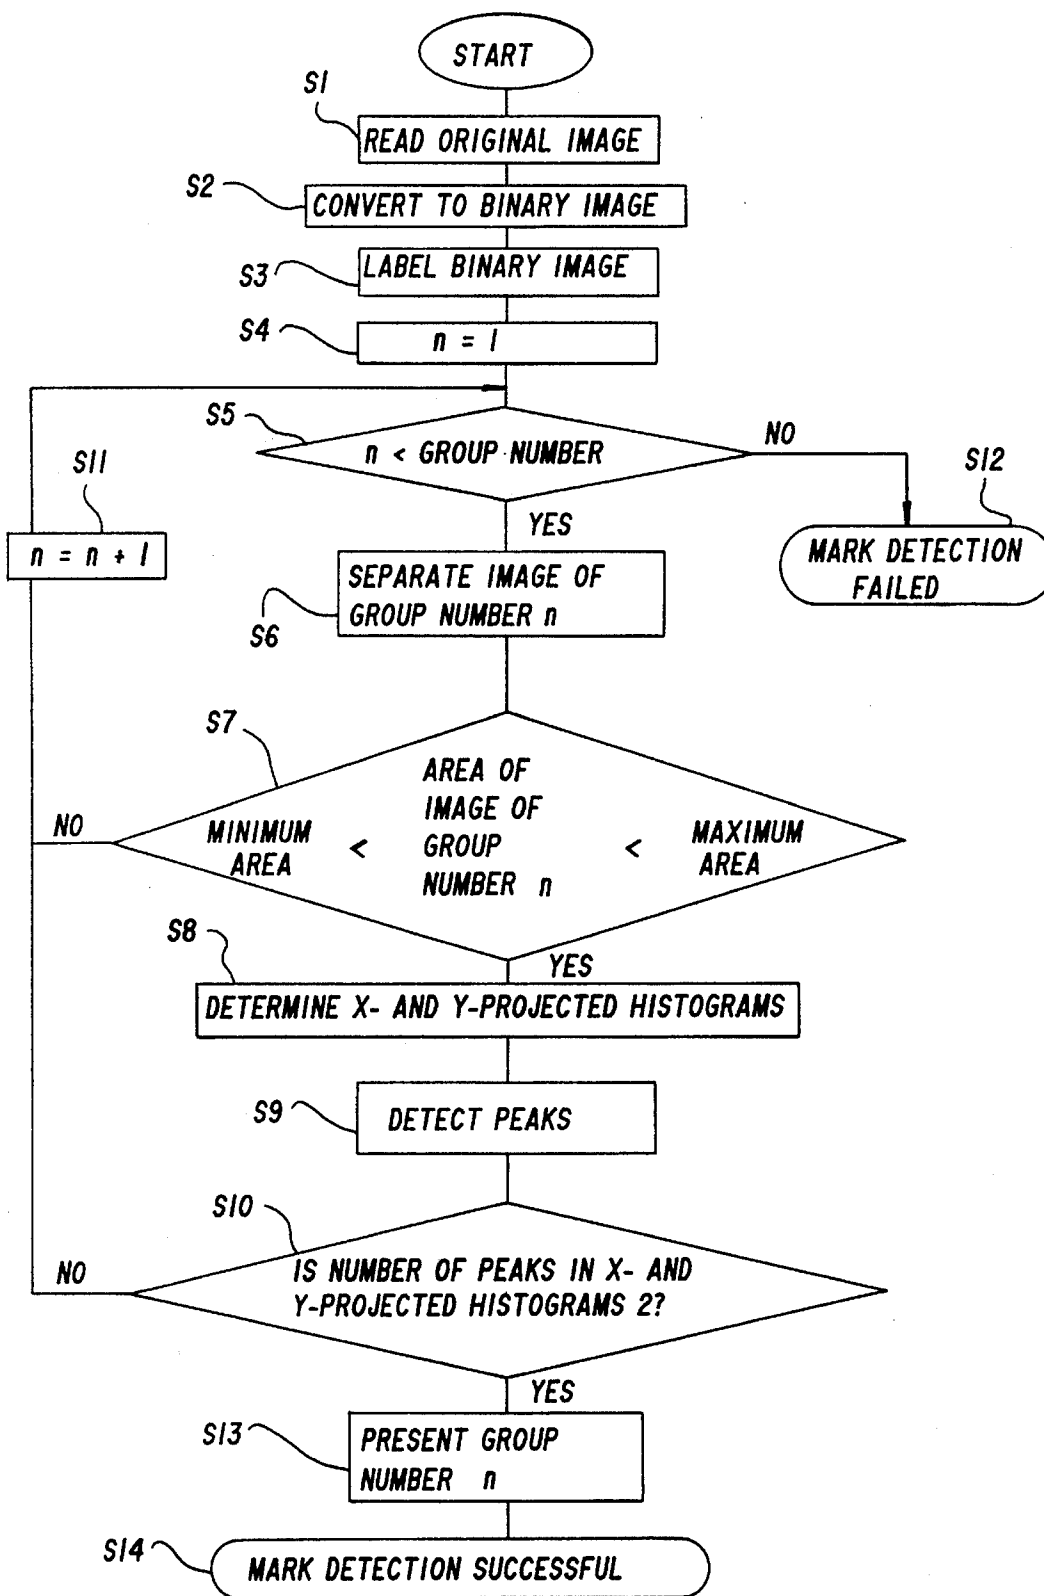 START
S1
READ ORIGINAL IMAGE
S2
CONVERT TO BINARY IMAGE
S3
LABEL BINARY IMAGE
S4
n = 1
S5
n < GROUP NUMBER
NO
S12
MARK DETECTION
FAILED
S11
n = n + 1
YES
SEPARATE IMAGE OF
GROUP NUMBER n
S6
S7
AREA OF
IMAGE OF
GROUP
NUMBER n
MINIMUM
AREA
<
<
MAXIMUM
AREA
NO
YES
S8
DETERMINE X- AND Y-PROJECTED HISTOGRAMS
S9
DETECT PEAKS
S10
IS NUMBER OF PEAKS IN X- AND
Y-PROJECTED HISTOGRAMS 2?
NO
YES
S13
PRESENT GROUP
NUMBER n
S14
MARK DETECTION SUCCESSFUL